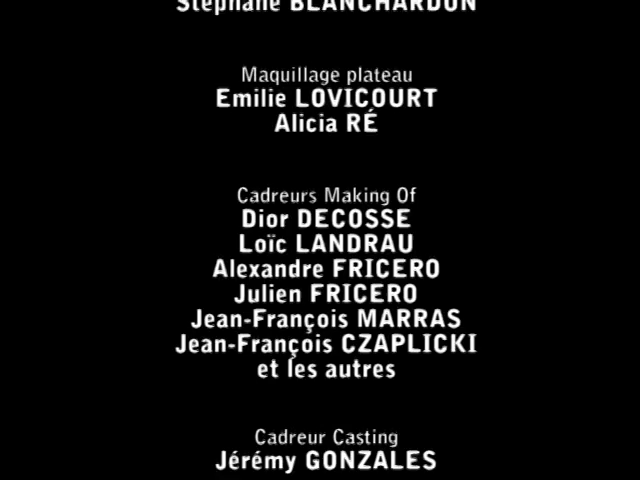 Stéphane BLANCHARDON
Maquillage plateau
Emilie LOVICOURT
Alicia RÉ
Cadreurs Making Of
Dior DECOSSE
Loïc LANDRAU
Alexandre FRICERO
Julien FRICERO
Jean-François MARRAS
Jean-François CZAPLICKI
et les autres
Cadreur Casting
Jérémy GONZALES